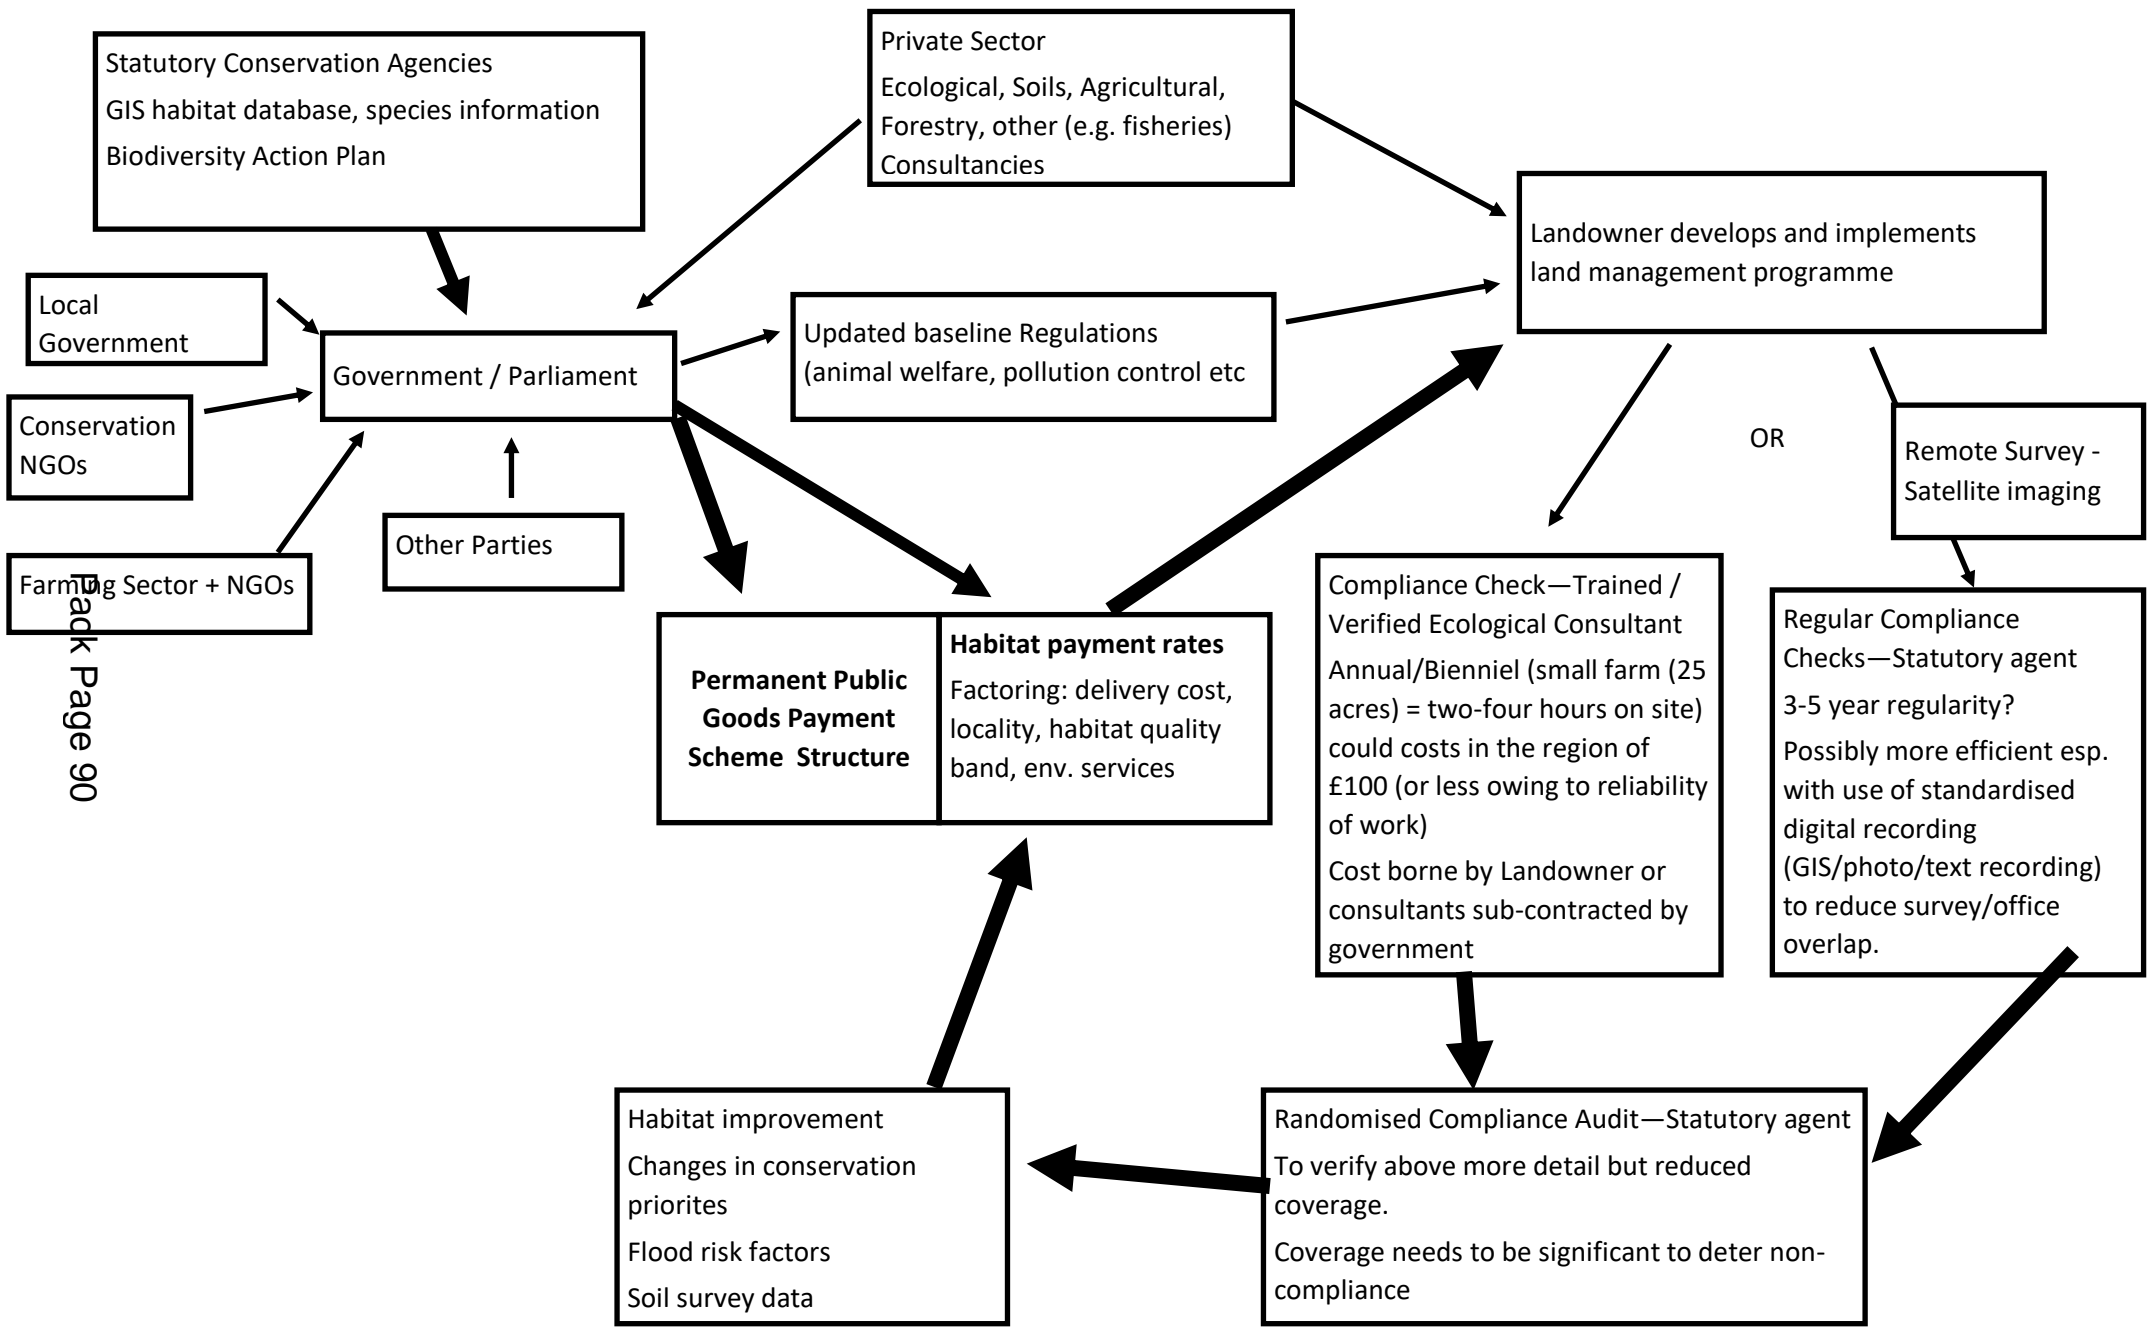 Statutory Conservation Agencies
GIS habitat database, species information
Biodiversity Action Plan
Private Sector
Ecological, Soils, Agricultural,
Forestry, other (e.g. fisheries)
Consultancies
Landowner develops and implements
land management programme
Local
Government
Government / Parliament
Updated baseline Regulations
(animal welfare, pollution control etc
Conservation
NGOs
OR
Remote Survey -
Satellite imaging
Other Parties
Farming Sector + NGOs
Pack Page 90
Permanent Public
Goods Payment
Scheme Structure
Habitat payment rates
Factoring: delivery cost,
locality, habitat quality
band, env. services
Compliance Check—Trained /
Verified Ecological Consultant
Annual/Bienniel (small farm (25
acres) = two-four hours on site)
could costs in the region of
£100 (or less owing to reliability
of work)
Cost borne by Landowner or
consultants sub-contracted by
government
Regular Compliance
Checks—Statutory agent
3-5 year regularity?
Possibly more efficient esp.
with use of standardised
digital recording
(GIS/photo/text recording)
to reduce survey/office
overlap.
Habitat improvement
Changes in conservation
priorites
Flood risk factors
Soil survey data
Randomised Compliance Audit—Statutory agent
To verify above more detail but reduced
coverage.
Coverage needs to be significant to deter non-
compliance